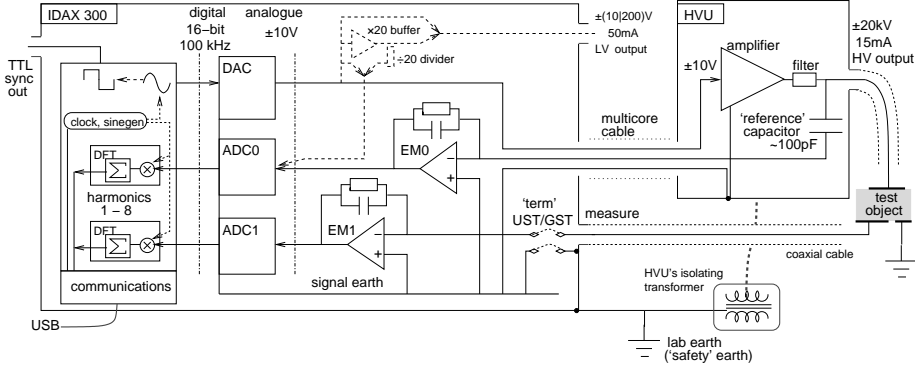 IDAX 300
digital
16−bit
100 kHz
analogue
±10V
×20 buffer
÷20 divider
±(10|200)V
50mA
LV output
HVU
±20kV
15mA
HV output
TTL
sync
out
DAC
amplifier
filter
±10V
clock, sinegen
multicore
cable
'reference'
capacitor
~100pF
DFT
Σ
×
ADC0
EM0
−
+
harmonics
1 − 8
'term'
UST/GST
measure
test
object
DFT
Σ
×
ADC1
EM1
−
+
coaxial cable
signal earth
communications
HVU's isolating
transformer
USB
lab earth
('safety' earth)